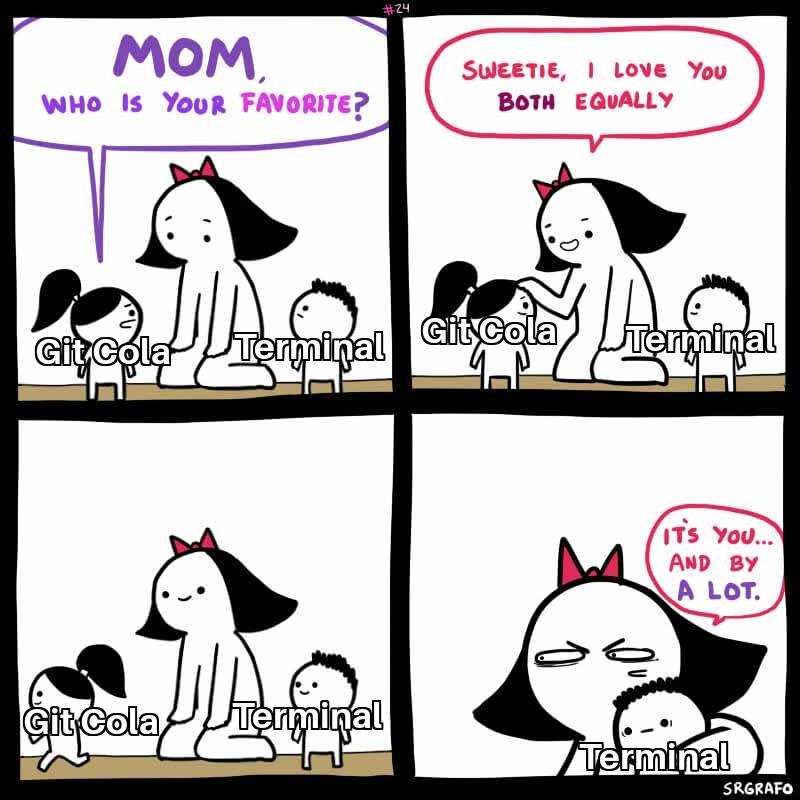 #24
MOM,
WHO IS YOUR FAVORITE?
Git Cola
Terminal
SWEETIE, I LOVE YOU
BOTH EQUALLY
Git Cola
Terminal
Git Cola
Terminal
IT'S YOU...
AND BY
A LOT.
Terminal
SRGRAFO